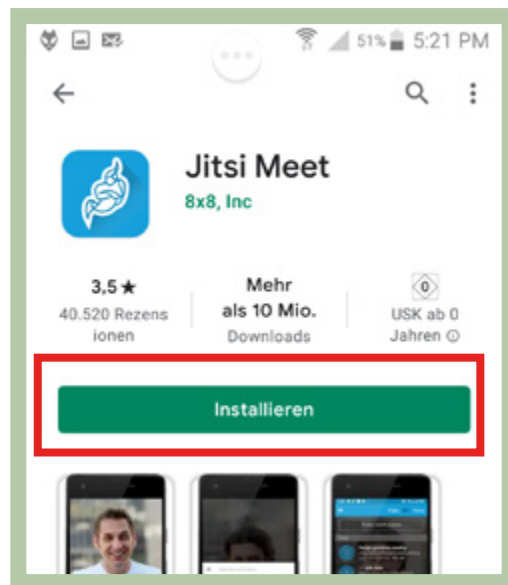 51% 5:21 PM
Jitsi Meet
8x8, Inc
3,5★
40.520 Rezens
ionen
Mehr
als 10 Mio.
Downloads
0
USK ab 0
Jahren
Installieren